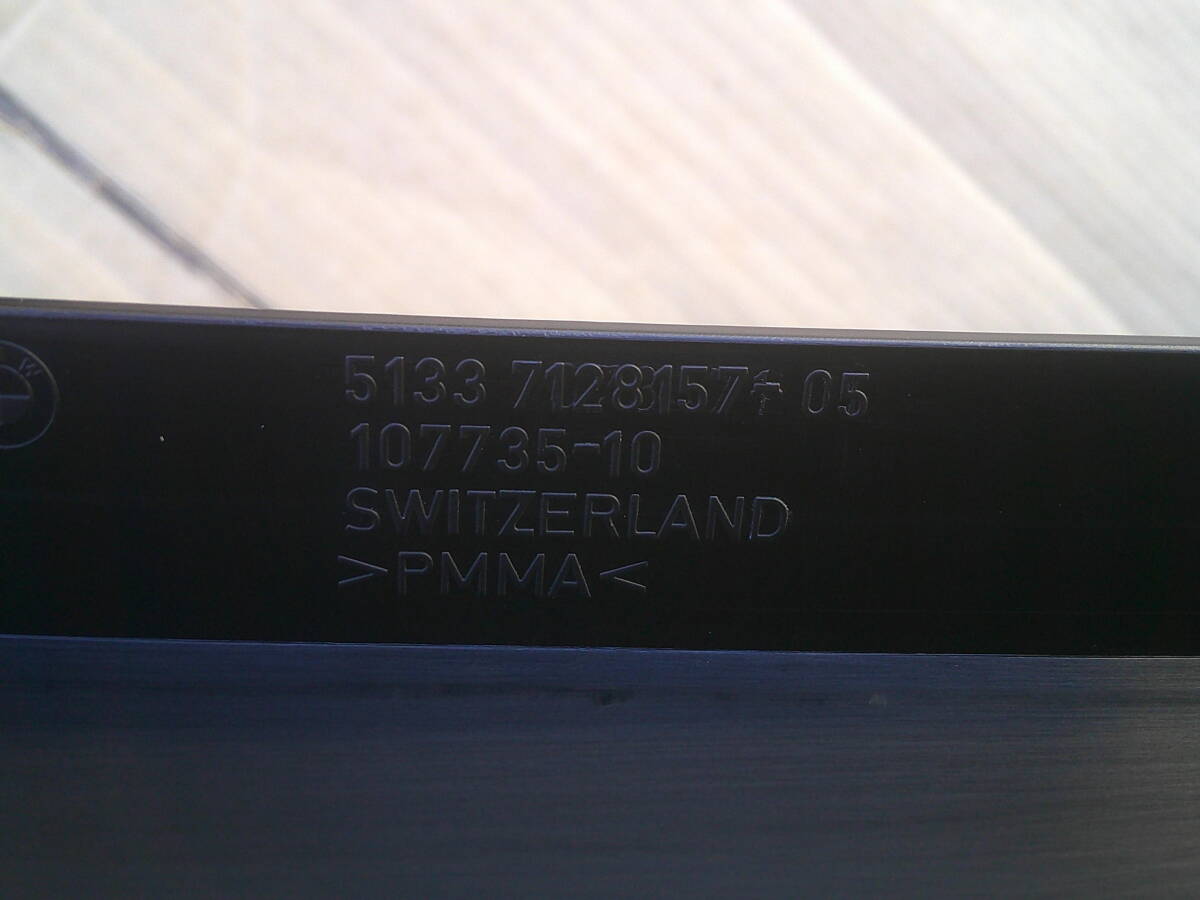 W
5133 7128157 05
107735-10
SWITZERLAND
>PMMA<